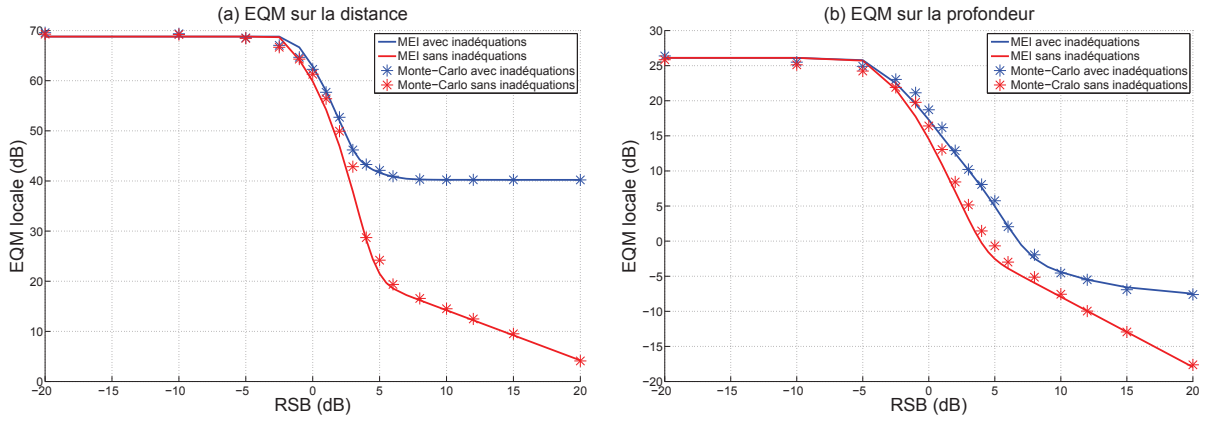 (a) EQM sur la distance
70
60
50
40
30
20
10
0
EQM locale (dB)
−20 −15 −10 −5 0 5 10 15 20
RSB (dB)
MEI avec inadéquations
MEI sans inadéquations
Monte−Carlo avec inadéquations
Monte−Carlo sans inadéquations
(b) EQM sur la profondeur
30
25
20
15
10
5
0
−5
−10
−15
−20
EQM locale (dB)
−20 −15 −10 −5 0 5 10 15 20
RSB (dB)
MEI avec inadéquations
MEI sans inadéquations
Monte−Carlo avec inadéquations
Monte−Cralo sans inadéquations